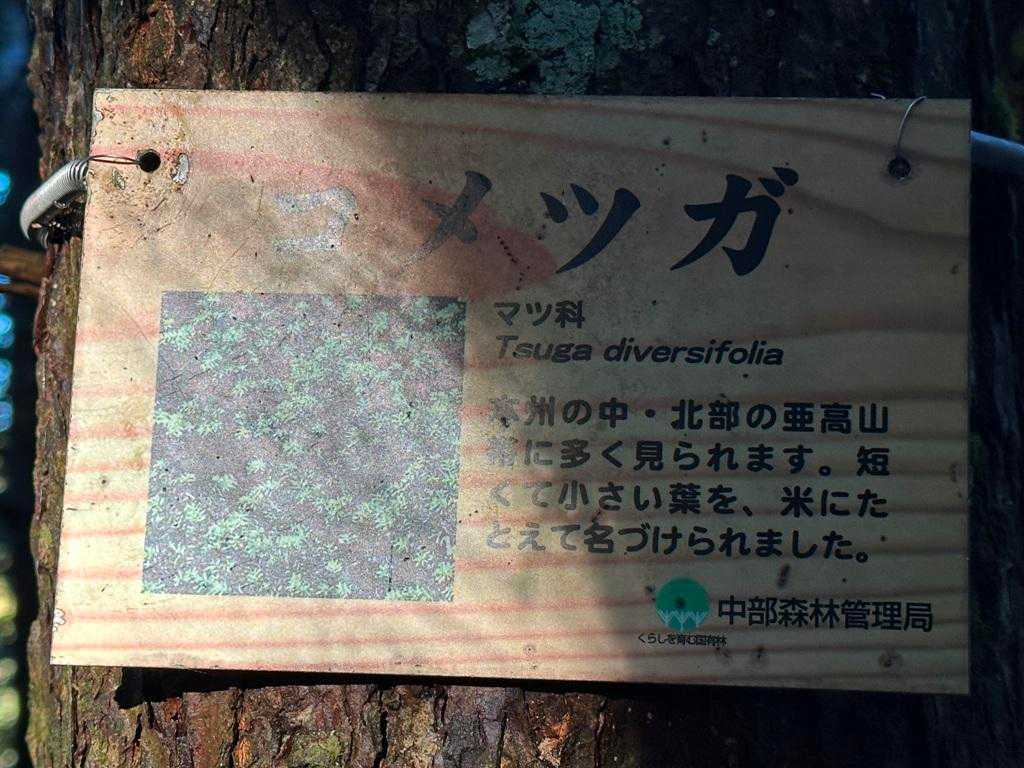 コメツガ
マツ科
Tsuga diversifolia
本州の中・北部の亜高山
帯に多く見られます。短
くて小さい葉を、米にた
とえて名づけられました。
中部森林管理局
くらしを育む国有林